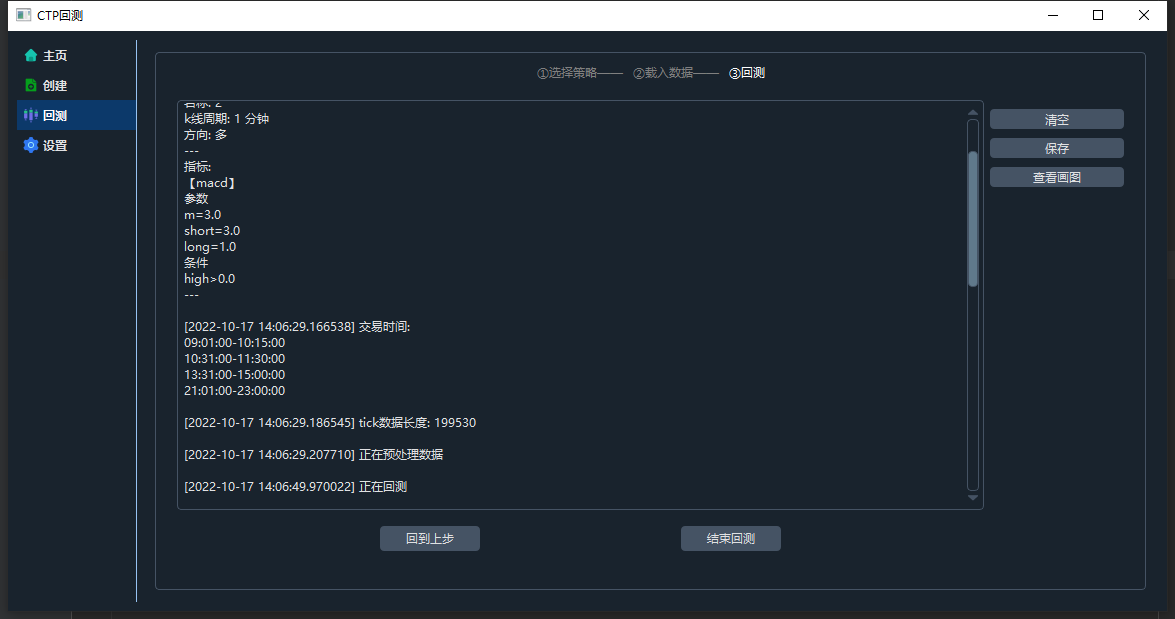 CTP回测
主页
创建
回测
设置
①选择策略—— ②载入数据—— ③回测
名称: 2
k线周期: 1 分钟
方向: 多
---
指标:
【macd】
参数
m=3.0
short=3.0
long=1.0
条件
high>0.0
---
[2022-10-17 14:06:29.166538] 交易时间:
09:01:00-10:15:00
10:31:00-11:30:00
13:31:00-15:00:00
21:01:00-23:00:00
[2022-10-17 14:06:29.186545] tick数据长度: 199530
[2022-10-17 14:06:29.207710] 正在预处理数据
[2022-10-17 14:06:49.970022] 正在回测
清空
保存
查看画图
回到上步
结束回测